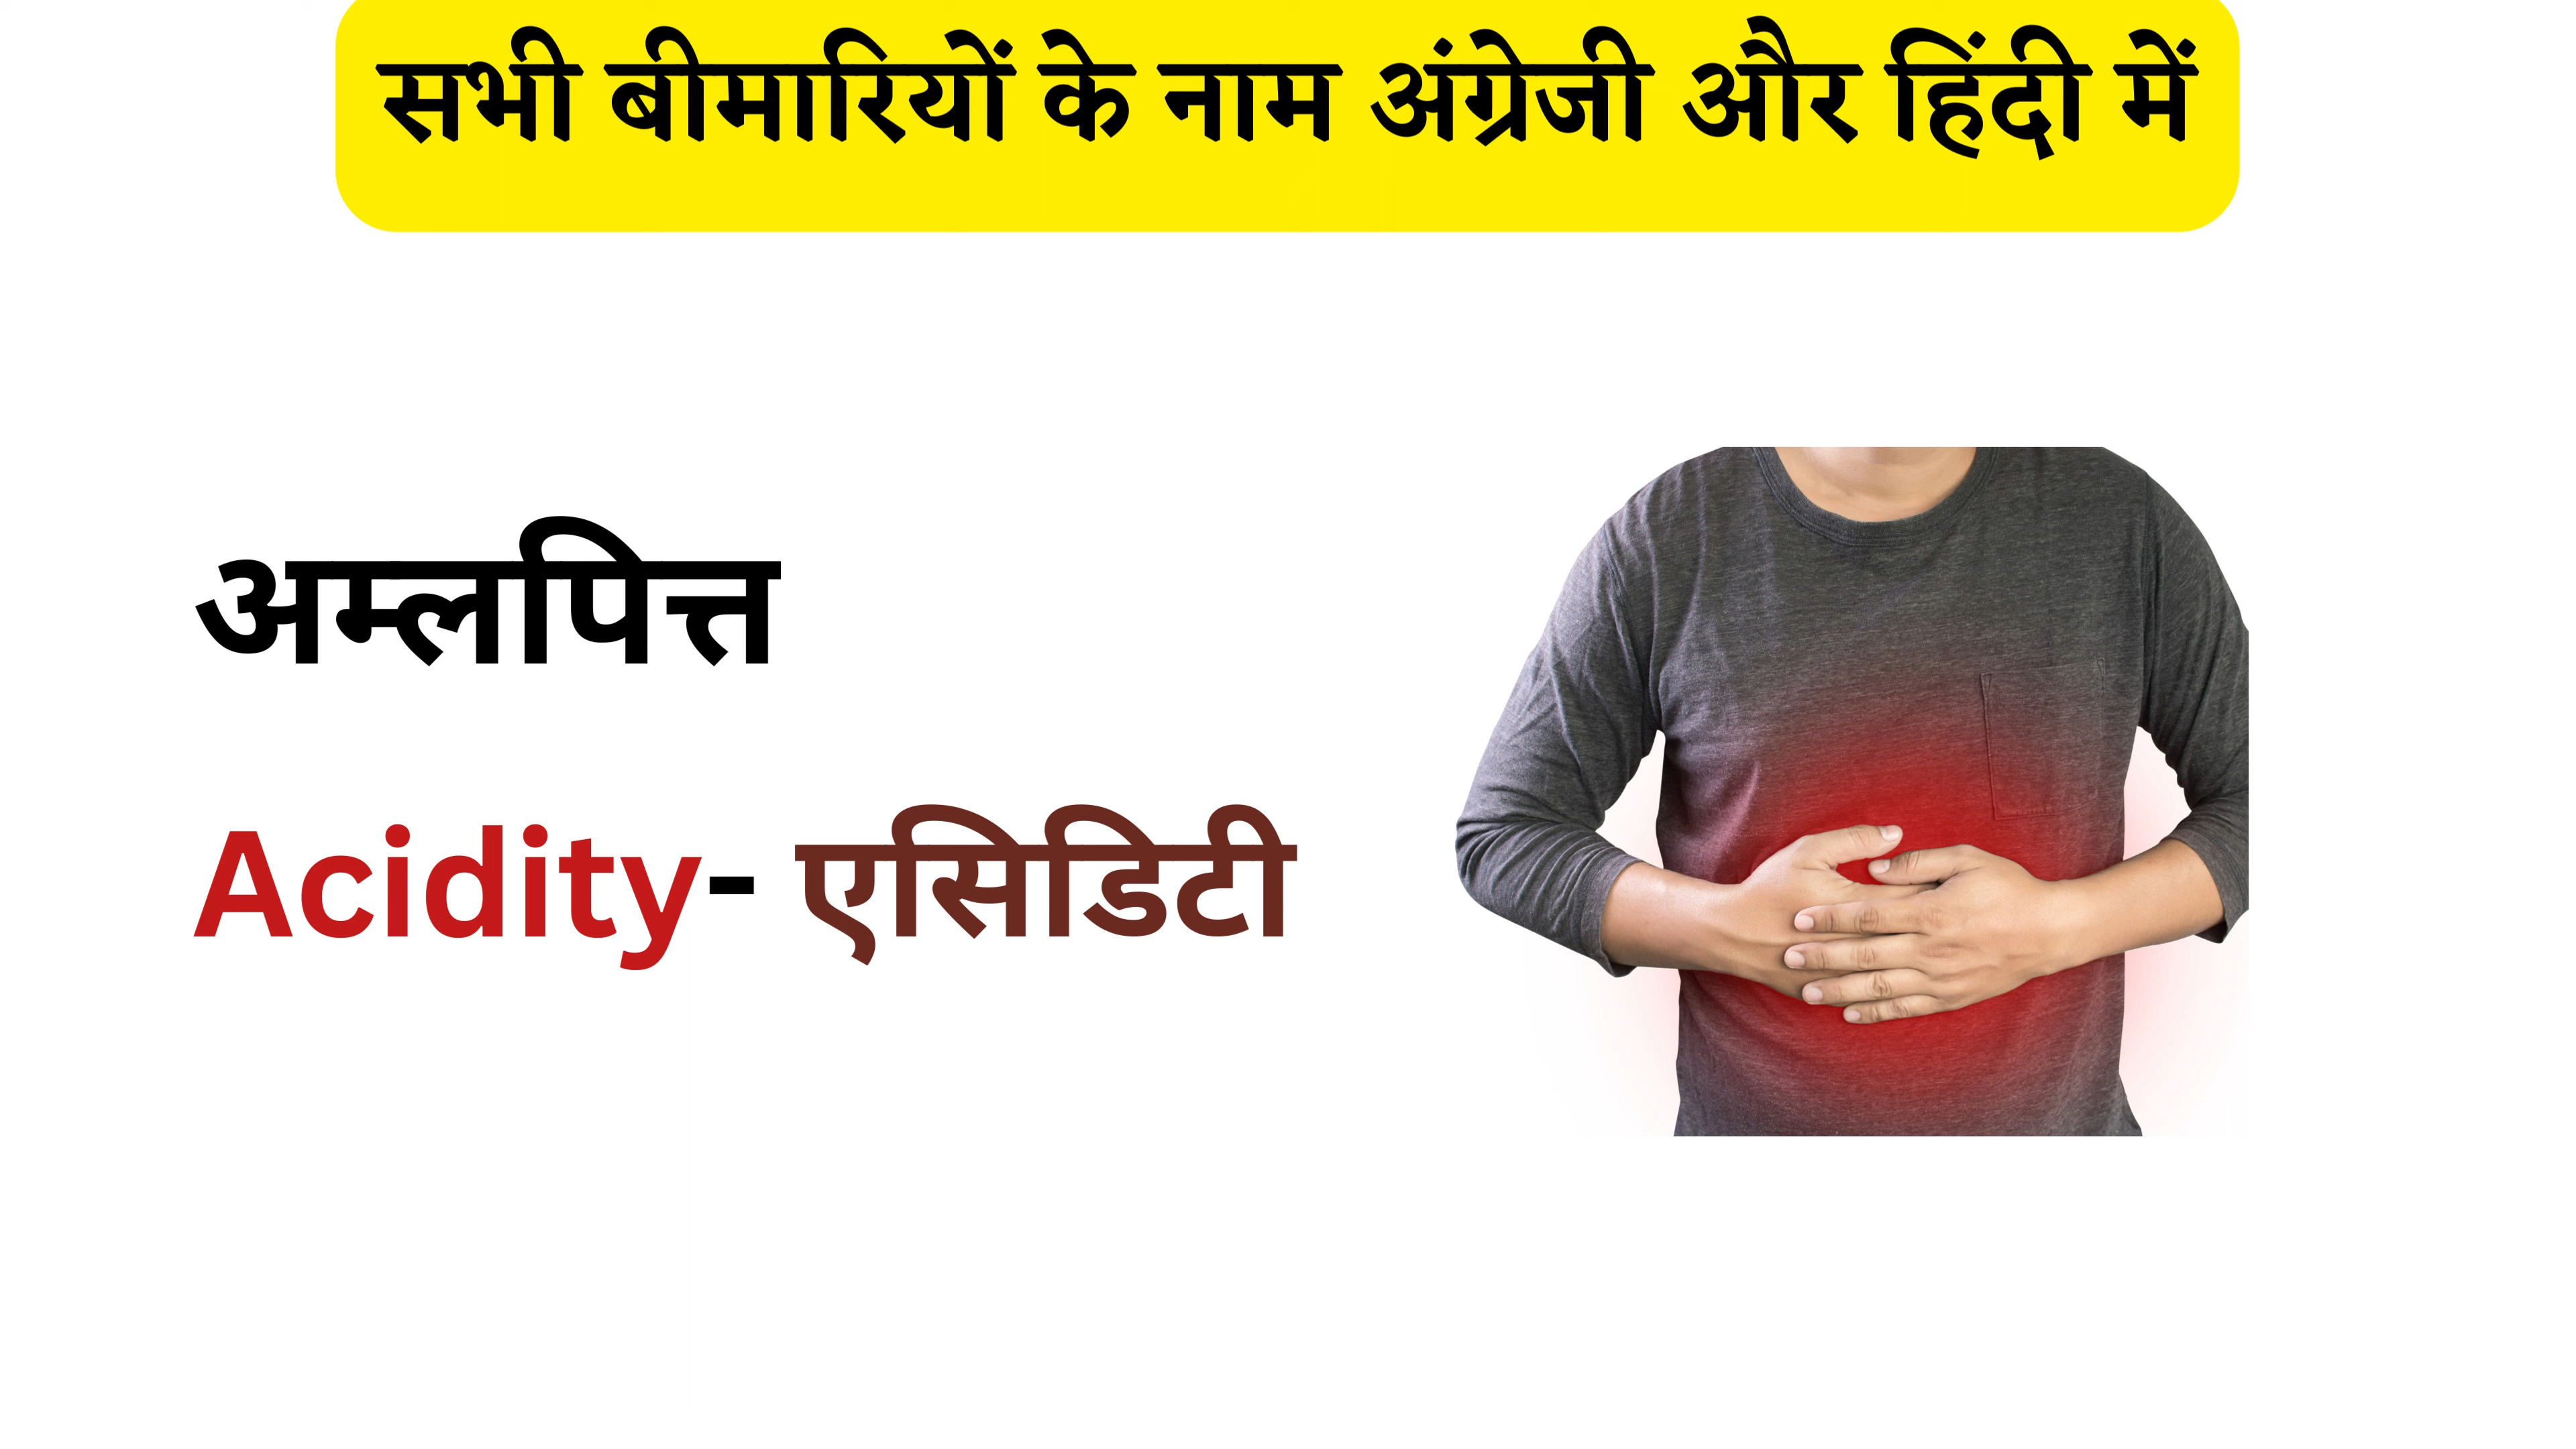 सभी बीमारियों के नाम अंग्रेजी और हिंदी में
अम्लपित्त
Acidity- एसिडिटी